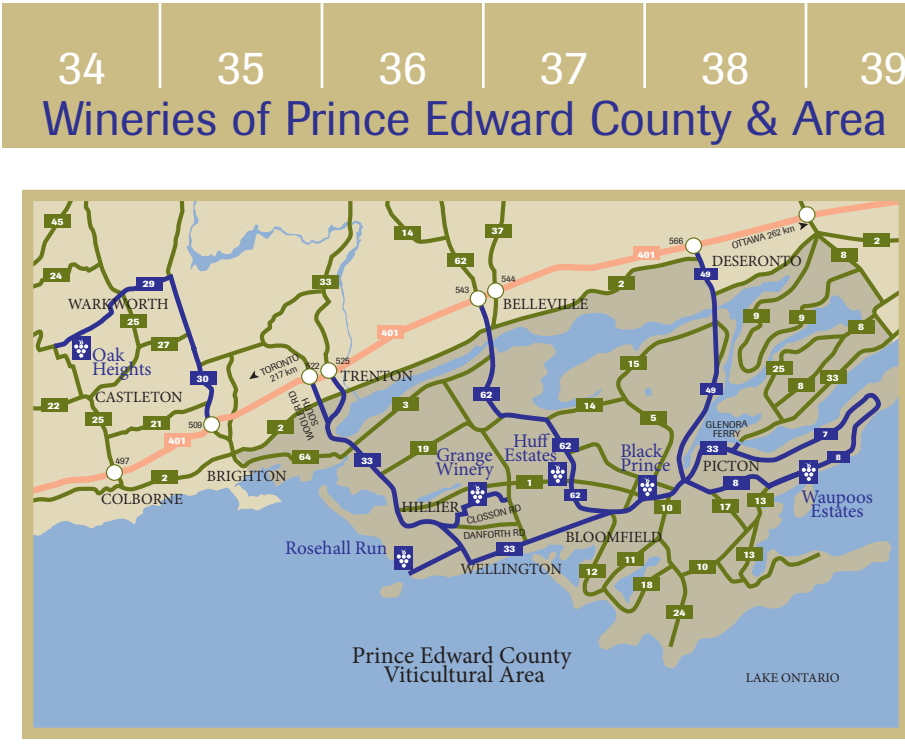 34 35 36 37 38 39
Wineries of Prince Edward County & Area
45
14
37
OTTAWA 262 km
2
566
401
DESERONTO
8
24
62
49
29
33
543
544
2
WARKWORTH
BELLEVILLE
9
9
25
401
8
27
Oak
Heights
TORONTO
217 km
522
525
TRENTON
15
30
25
33
8
CASTLETON
62
49
22
3
14
25
21
2
WOOLER RD
SOUTH
5
GLENORA
FERRY
509
401
19
Huff
Estates
62
7
33
497
64
33
Grange
Winery
Black
Prince
PICTON
8
2
BRIGHTON
1
8
COLBORNE
62
Waupoos
Estates
HILLIER
CLOSSON RD
10
17
13
DANFORTH RD
BLOOMFIELD
Rosehall Run
33
13
WELLINGTON
11
12
10
18
24
Prince Edward County
Viticultural Area
LAKE ONTARIO